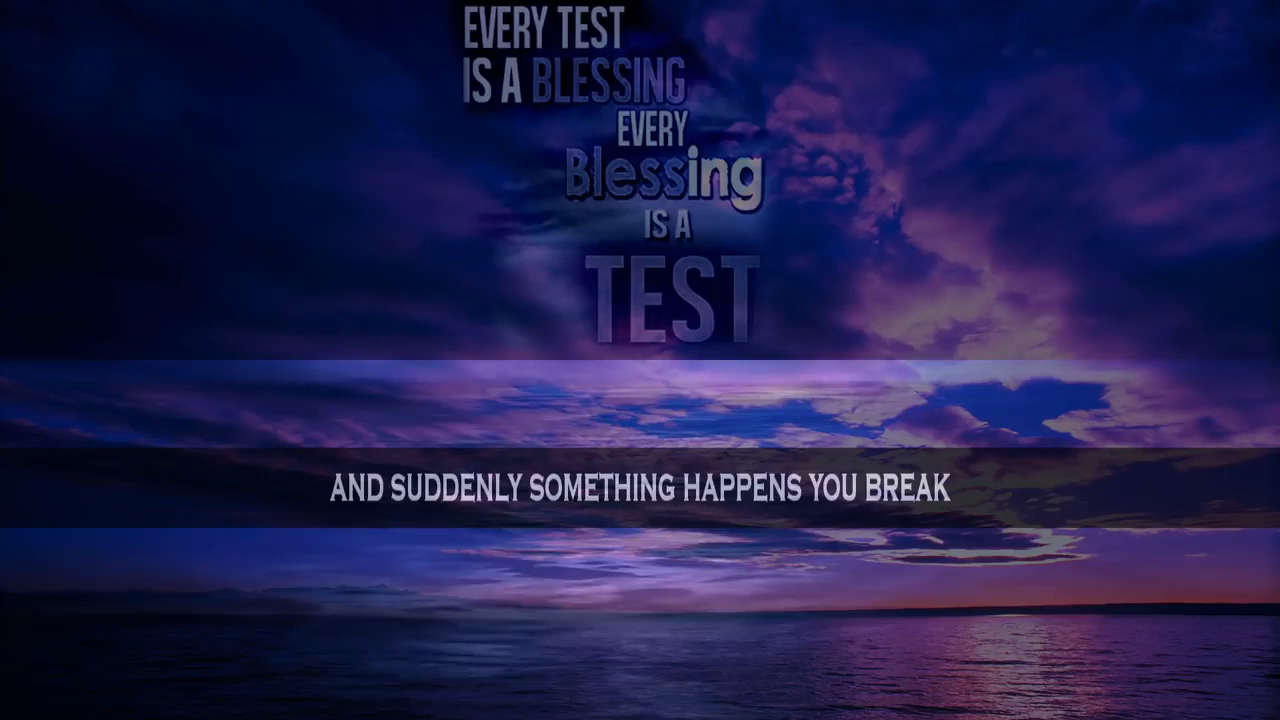 EVERY TEST
IS A BLESSING
EVERY
Blessing
IS A
TEST
AND SUDDENLY SOMETHING HAPPENS YOU BREAK